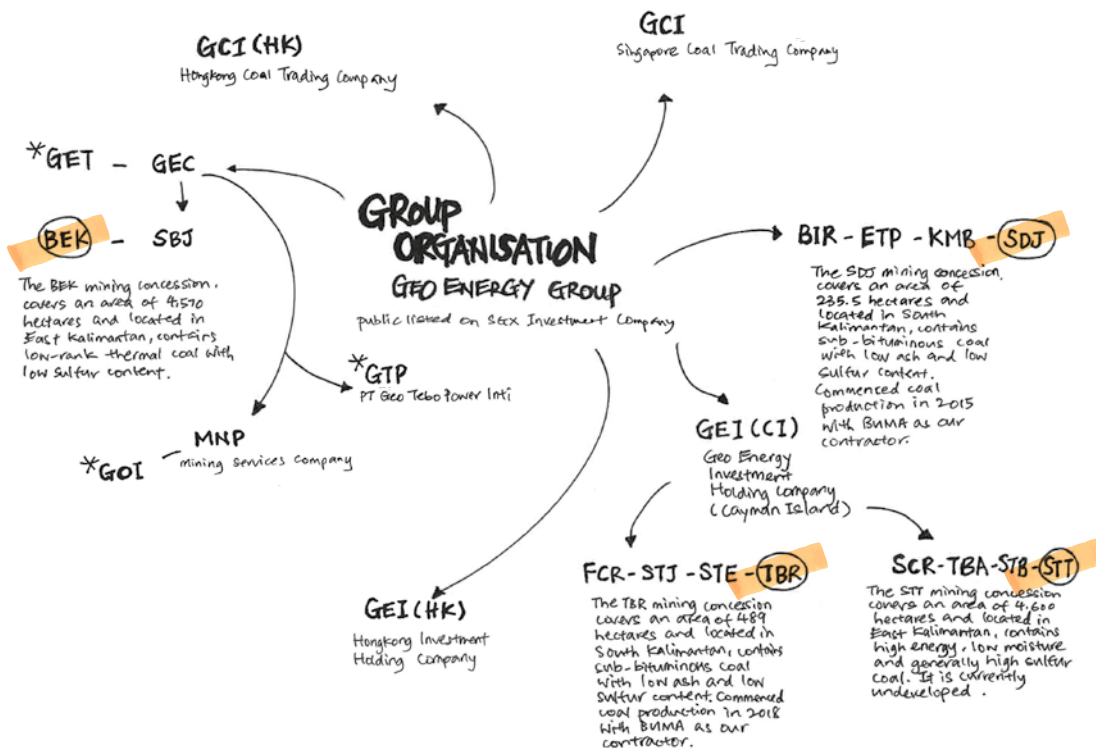 GCI (HK)
Hongkong Coal Trading Company
GCI
Singapore Coal Trading Company
*GET - GEC
BEK - SBJ
The BEK mining concession.
covers an area of 4.570
hectares and located in
East Kalimantan, contains
low-rank thermal coal with
low sulfur content.
GROUP
ORGANISATION
GEO ENERGY GROUP
public listed on SGX Investment Company
BIR - ETP - KMB - SDJ
The SDJ mining concession
covers an area of
235.5 hectares and
located in South
Kalimantan, contains
sub-bituminous coal
with low ash and low
sulfur content.
Commenced coal
production in 2015
with BUMA as our
contractor.
*GTP
PT Geo Tebo Power Inti
MNP
mining services company
*GOI
GEI (CI)
Geo Energy
Investment
Holding Company
(Cayman Island)
GEI (HK)
Hongkong Investment
Holding Company
FCR - STJ - STE - TBR
The TBR mining concession
covers an area of 489
hectares and located in
South Kalimantan, contains
sub-bituminous coal
with low ash and low
sulfur content. Commenced
coal production in 2018
with BUMA as our
contractor.
SCR - TBA - STB - STT
The STT mining concession
covers an area of 4.600
hectares and located in
East Kalimantan, contains
high energy, low moisture
and generally high sulfur
coal. It is currently
undeveloped.